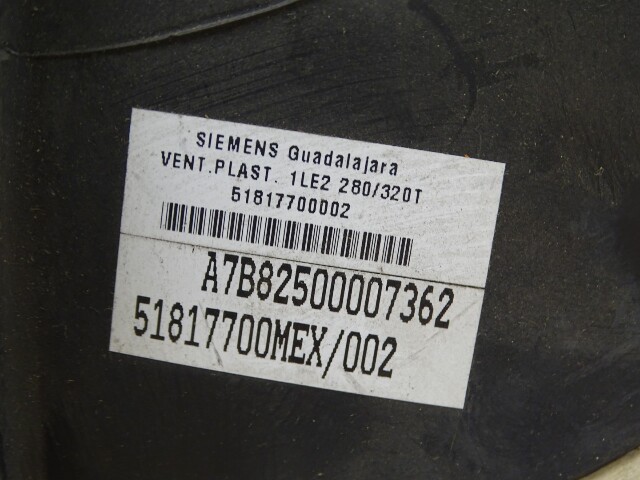 SIEMENS Guadalajara
VENT.PLAST. 1LE2 280/320T
51817700002
A7B82500007362
51817700MEX/002